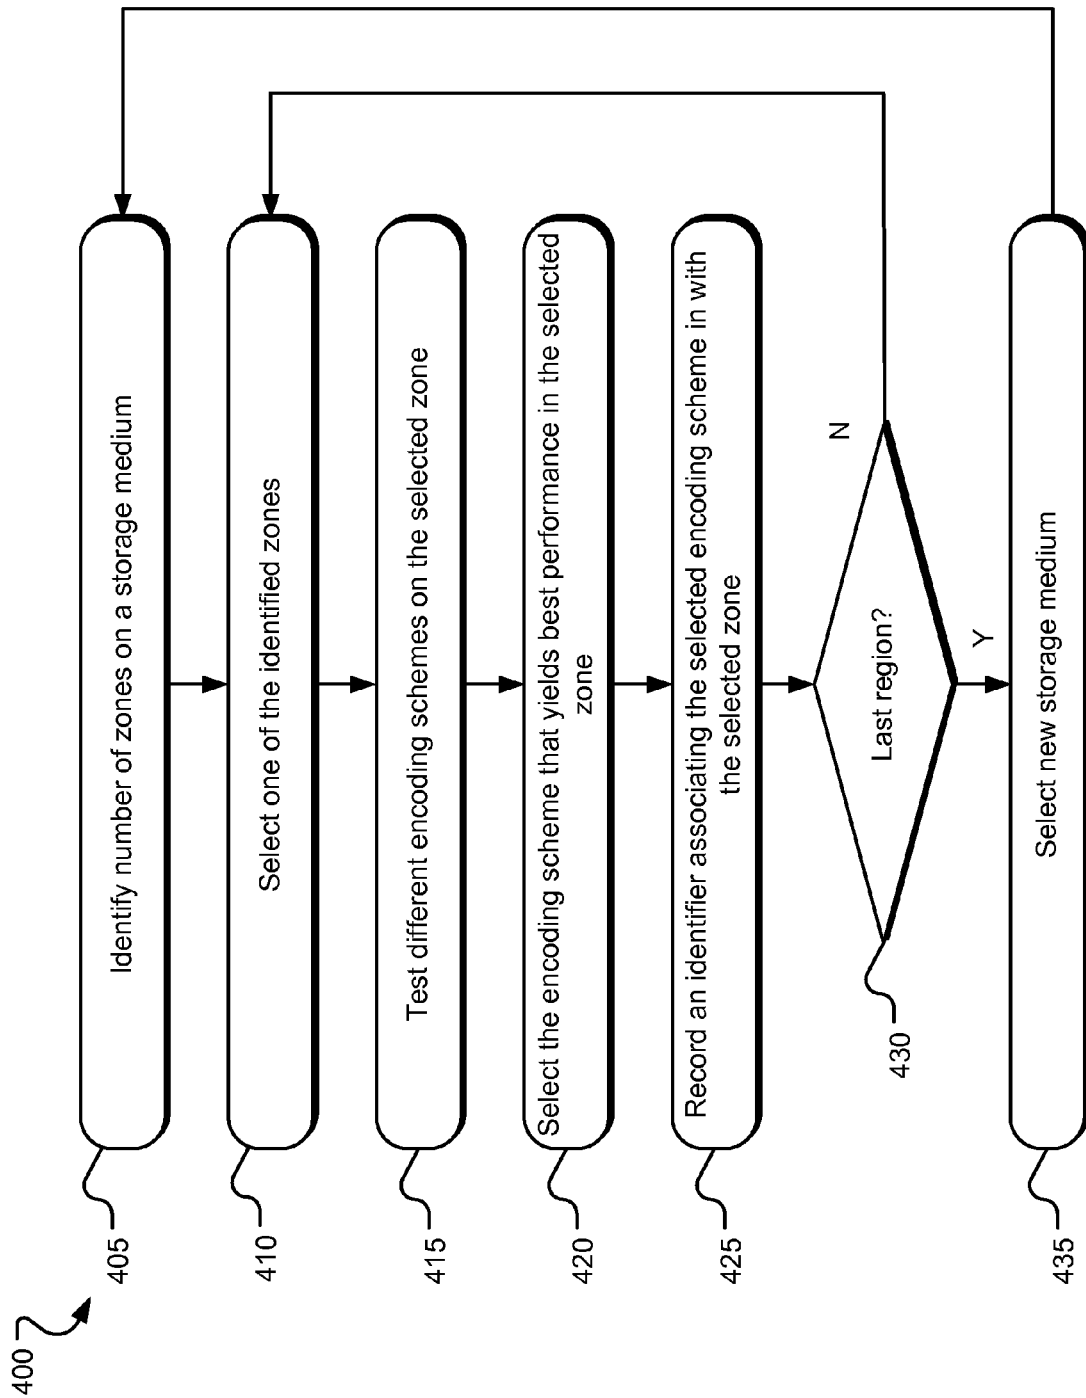 400
405
Identify number of zones on a storage medium
410
Select one of the identified zones
415
Test different encoding schemes on the selected zone
420
Select the encoding scheme that yields best performance in the selected
zone
425
Record an identifier associating the selected encoding scheme in with
the selected zone
430
Last region?
N
Y
435
Select new storage medium